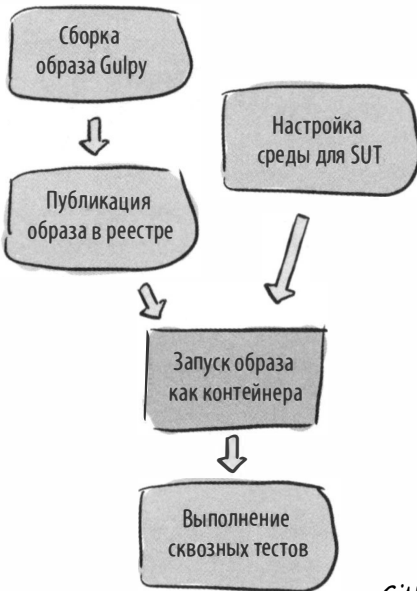 Сборка
образа Gulpy
Настройка
среды для SUT
Публикация
образа в реестре
Запуск образа
как контейнера
Выполнение
сквозных тестов